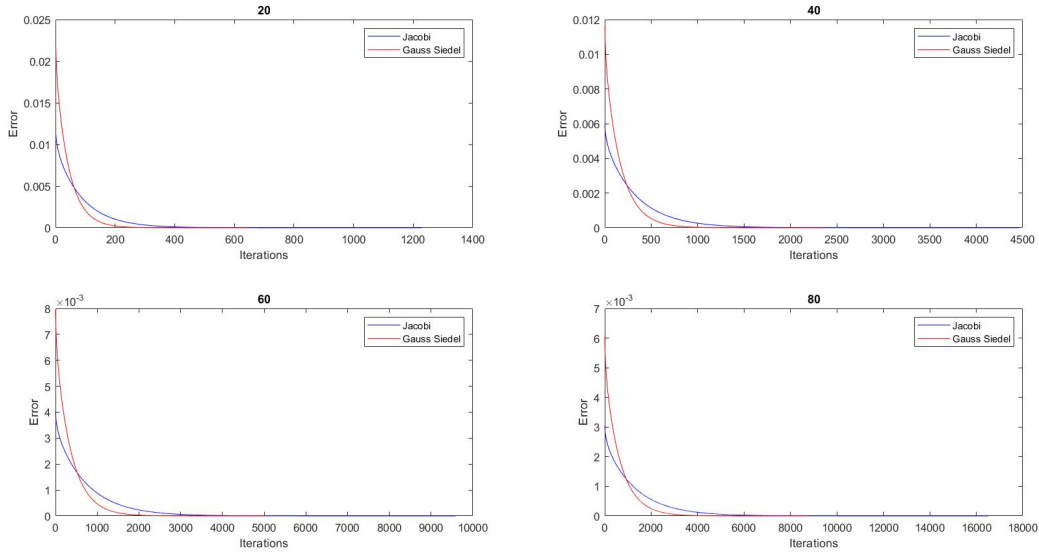 20
0.025
0.02
0.015
0.01
0.005
0
Error
0 200 400 600 800 1000 1200 1400
Iterations
Jacobi
Gauss Siedel
40
0.012
0.01
0.008
0.006
0.004
0.002
0
Error
0 500 1000 1500 2000 2500 3000 3500 4000 4500
Iterations
Jacobi
Gauss Siedel
60
×10-3
8
7
6
5
4
3
2
1
0
Error
0 1000 2000 3000 4000 5000 6000 7000 8000 9000 10000
Iterations
Jacobi
Gauss Siedel
80
×10-3
7
6
5
4
3
2
1
0
Error
0 2000 4000 6000 8000 10000 12000 14000 16000 18000
Iterations
Jacobi
Gauss Siedel